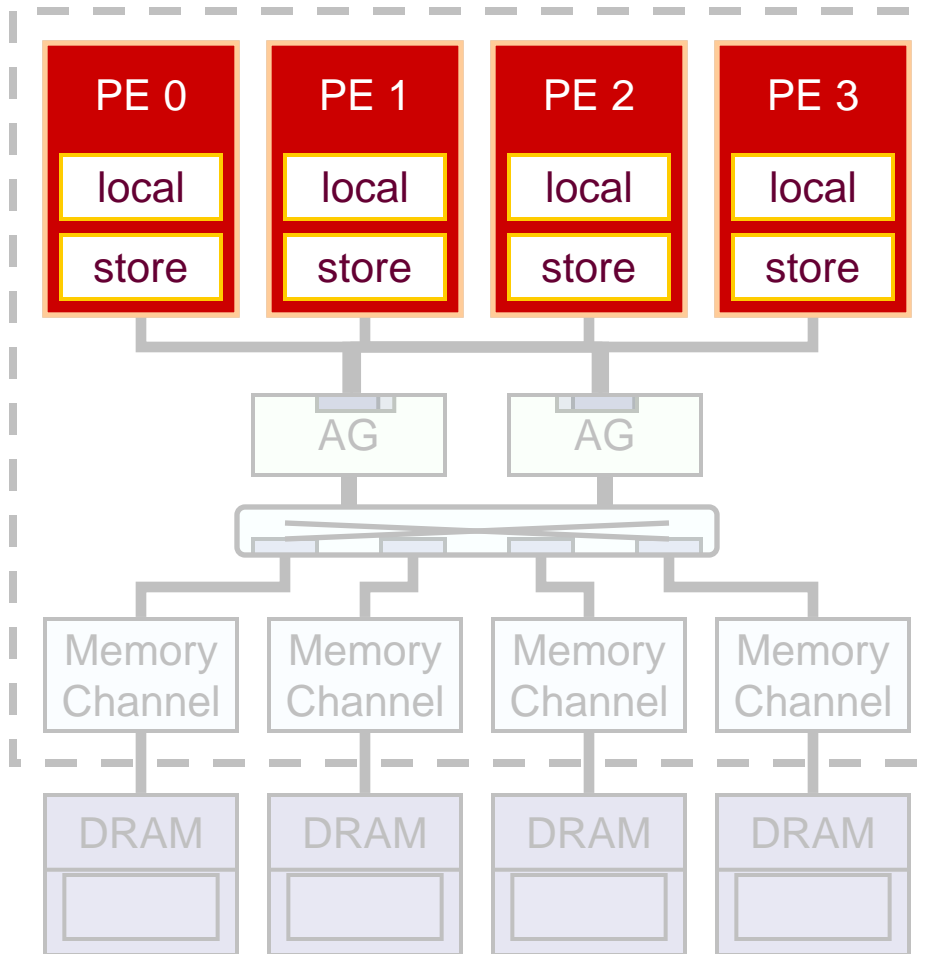 PE 0 PE 1 PE 2 PE 3
local local local local
store store store store
AG AG
Memory Memory Memory Memory
Channel Channel Channel Channel
DRAM DRAM DRAM DRAM